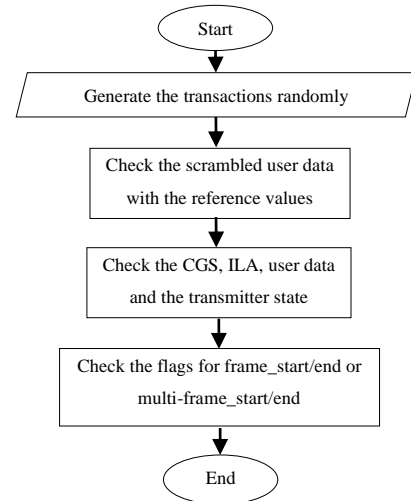 Start
Generate the transactions randomly
Check the scrambled user data
with the reference values
Check the CGS, ILA, user data
and the transmitter state
Check the flags for frame_start/end or
multi-frame_start/end
End